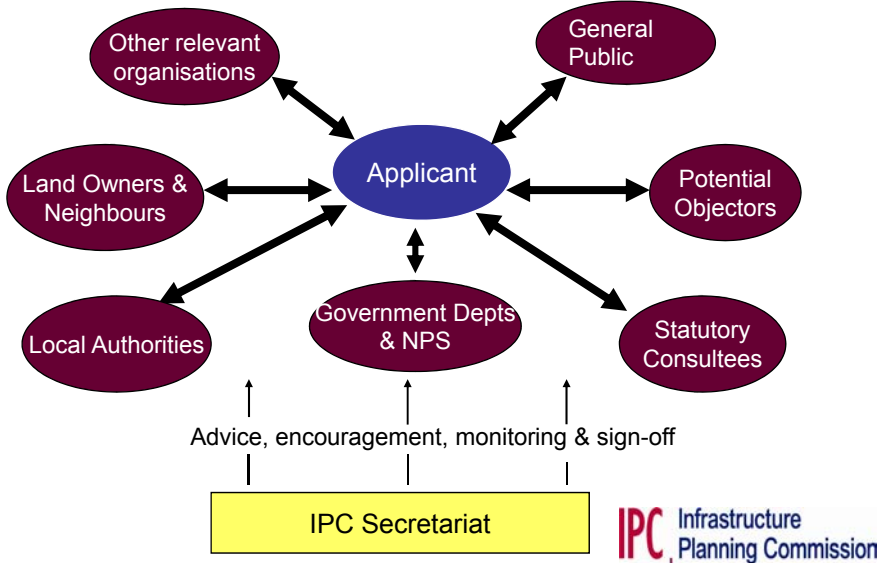 Other relevant
organisations
General
Public
Applicant
Land Owners &
Neighbours
Potential
Objectors
Local Authorities
Government Depts
& NPS
Statutory
Consultees
Advice, encouragement, monitoring & sign-off
IPC Secretariat
IPC Infrastructure
Planning Commission